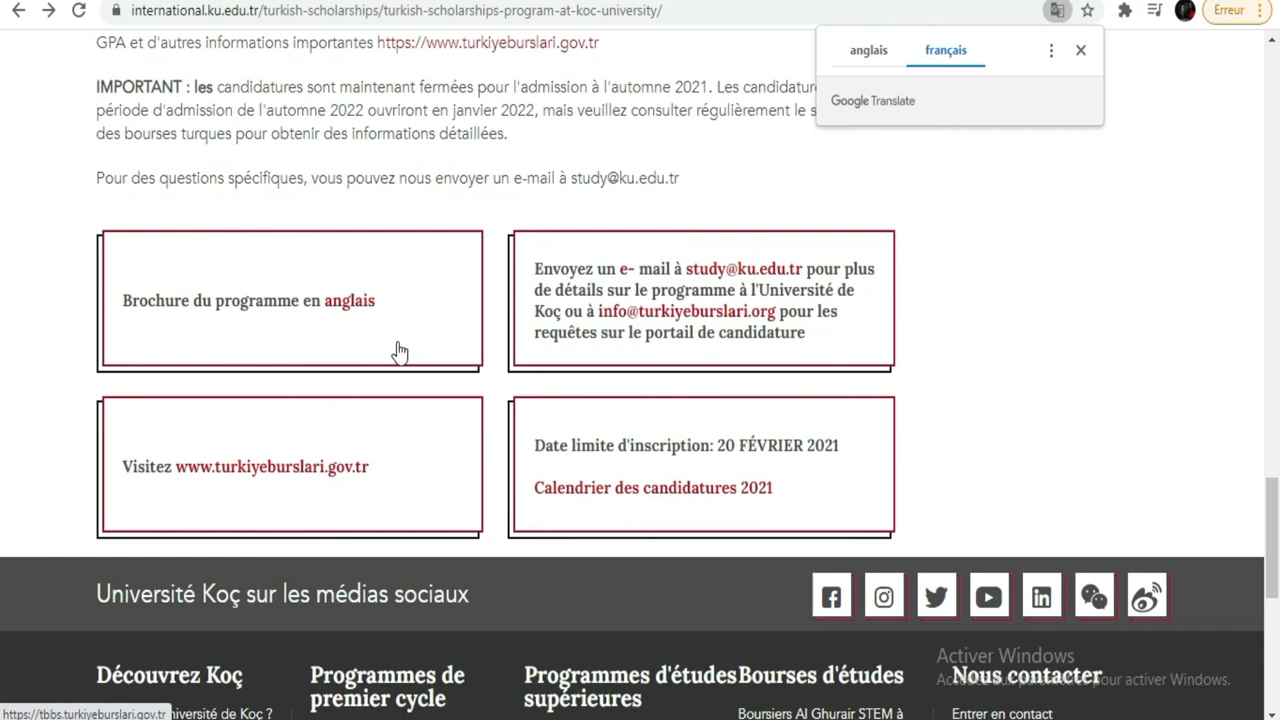 international.ku.edu.tr/turkish-scholarships/turkish-scholarships-program-at-koc-university/
Erreur
anglais
français
Google Translate
GPA et d'autres informations importantes https://www.turkiyeburslari.gov.tr
IMPORTANT : les candidatures sont maintenant fermées pour l'admission à l'automne 2021. Les candidatur
période d'admission de l'automne 2022 ouvriront en janvier 2022, mais veuillez consulter régulièrement le s
des bourses turques pour obtenir des informations détaillées.
Pour des questions spécifiques, vous pouvez nous envoyer un e-mail à study@ku.edu.tr
Brochure du programme en anglais
Envoyez un e- mail à study@ku.edu.tr pour plus
de détails sur le programme à l'Université de
Koç ou à info@turkiyeburslari.org pour les
requêtes sur le portail de candidature
Visitez www.turkiyeburslari.gov.tr
Date limite d'inscription: 20 FÉVRIER 2021
Calendrier des candidatures 2021
Université Koç sur les médias sociaux
Activer Windows
Découvrez Koç
Programmes de
premier cycle
Programmes d'études
supérieures
Bourses d'études
Nous contacter
pour activer Windows.
https://tbbs.turkiyeburslari.gov.tr
niversité de Koç ?
Boursiers Al Ghurair STEM à
Entrer en contact